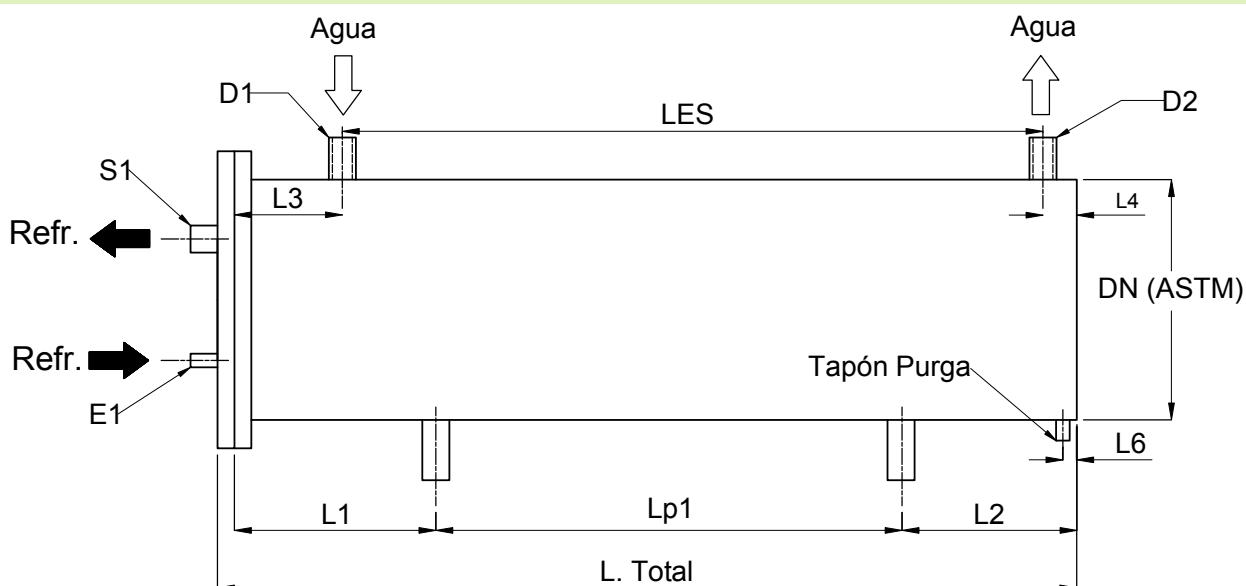 Agua
Agua
D1
LES
D2
S1
L3
L4
Refr.
DN (ASTM)
Refr.
Tapón Purga
E1
L6
L1
Lp1
L2
L. Total